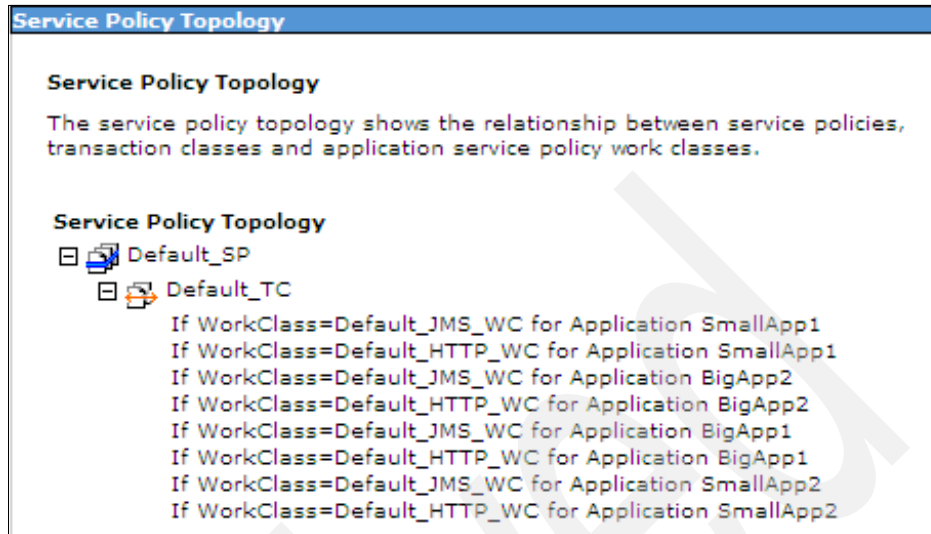 Service Policy Topology
Service Policy Topology
The service policy topology shows the relationship between service policies,
transaction classes and application service policy work classes.
Service Policy Topology
Default_SP
Default_TC
If WorkClass=Default_JMS_WC for Application SmallApp1
If WorkClass=Default_HTTP_WC for Application SmallApp1
If WorkClass=Default_JMS_WC for Application BigApp2
If WorkClass=Default_HTTP_WC for Application BigApp2
If WorkClass=Default_JMS_WC for Application BigApp1
If WorkClass=Default_HTTP_WC for Application BigApp1
If WorkClass=Default_JMS_WC for Application SmallApp2
If WorkClass=Default_HTTP_WC for Application SmallApp2